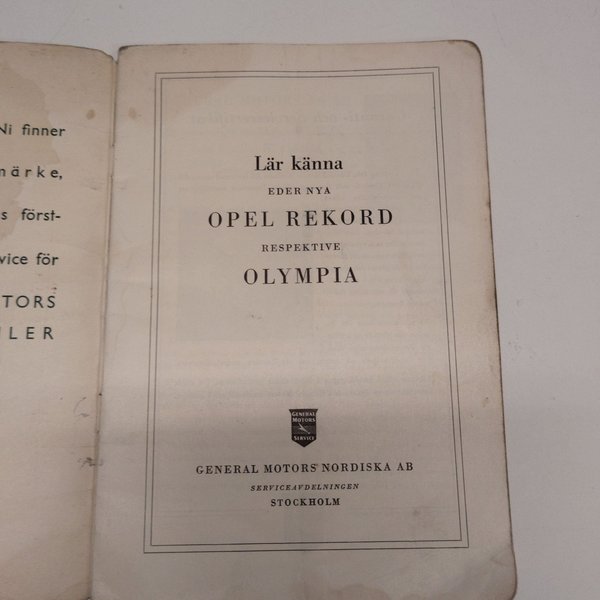 Ni finner
märke,
s först-
vice för
TORS
ILER
Lär känna
EDER NYA
OPEL REKORD
RESPEKTIVE
OLYMPIA
GENERAL
MOTORS
SERVICE
GENERAL MOTORS NORDISKA AB
SERVICEAVDELNINGEN
STOCKHOLM